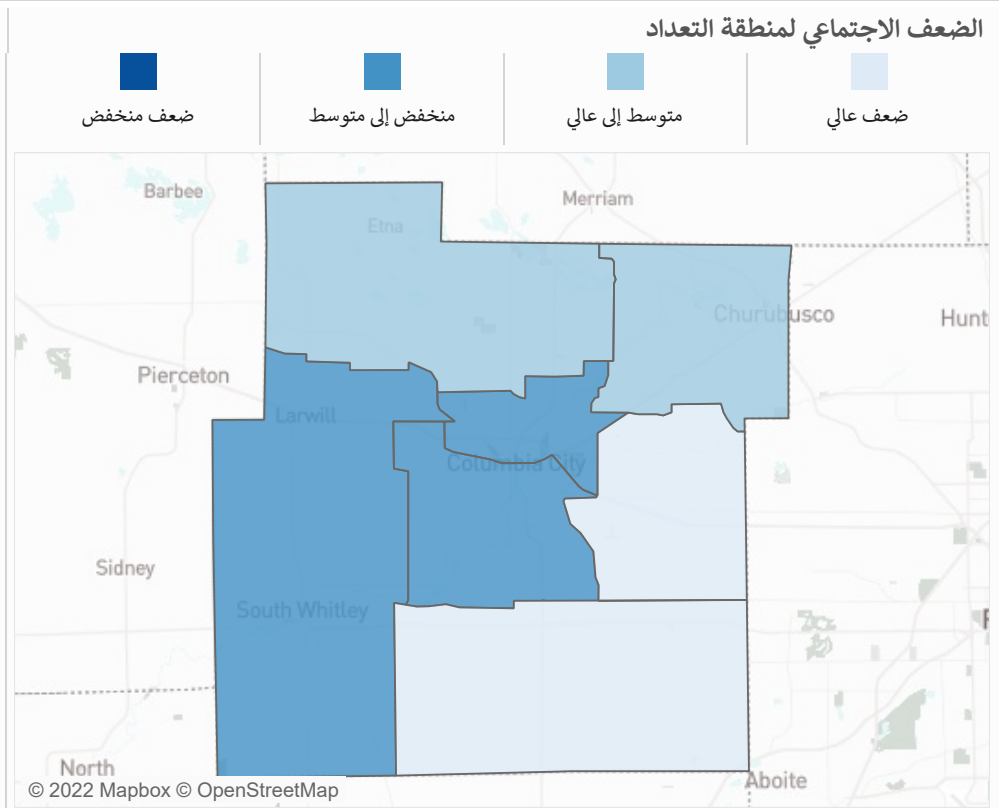 الضعف الاجتماعي لمنطقة التعداد
ضعف عالي
متوسط إلى عالي
منخفض إلى متوسط
ضعف منخفض
Barbee
Merriam
Etna
Churubusco
Hunt
Pierceton
Larwill
Columbia City
Sidney
South Whitley
North
Aboite
© 2022 Mapbox © OpenStreetMap